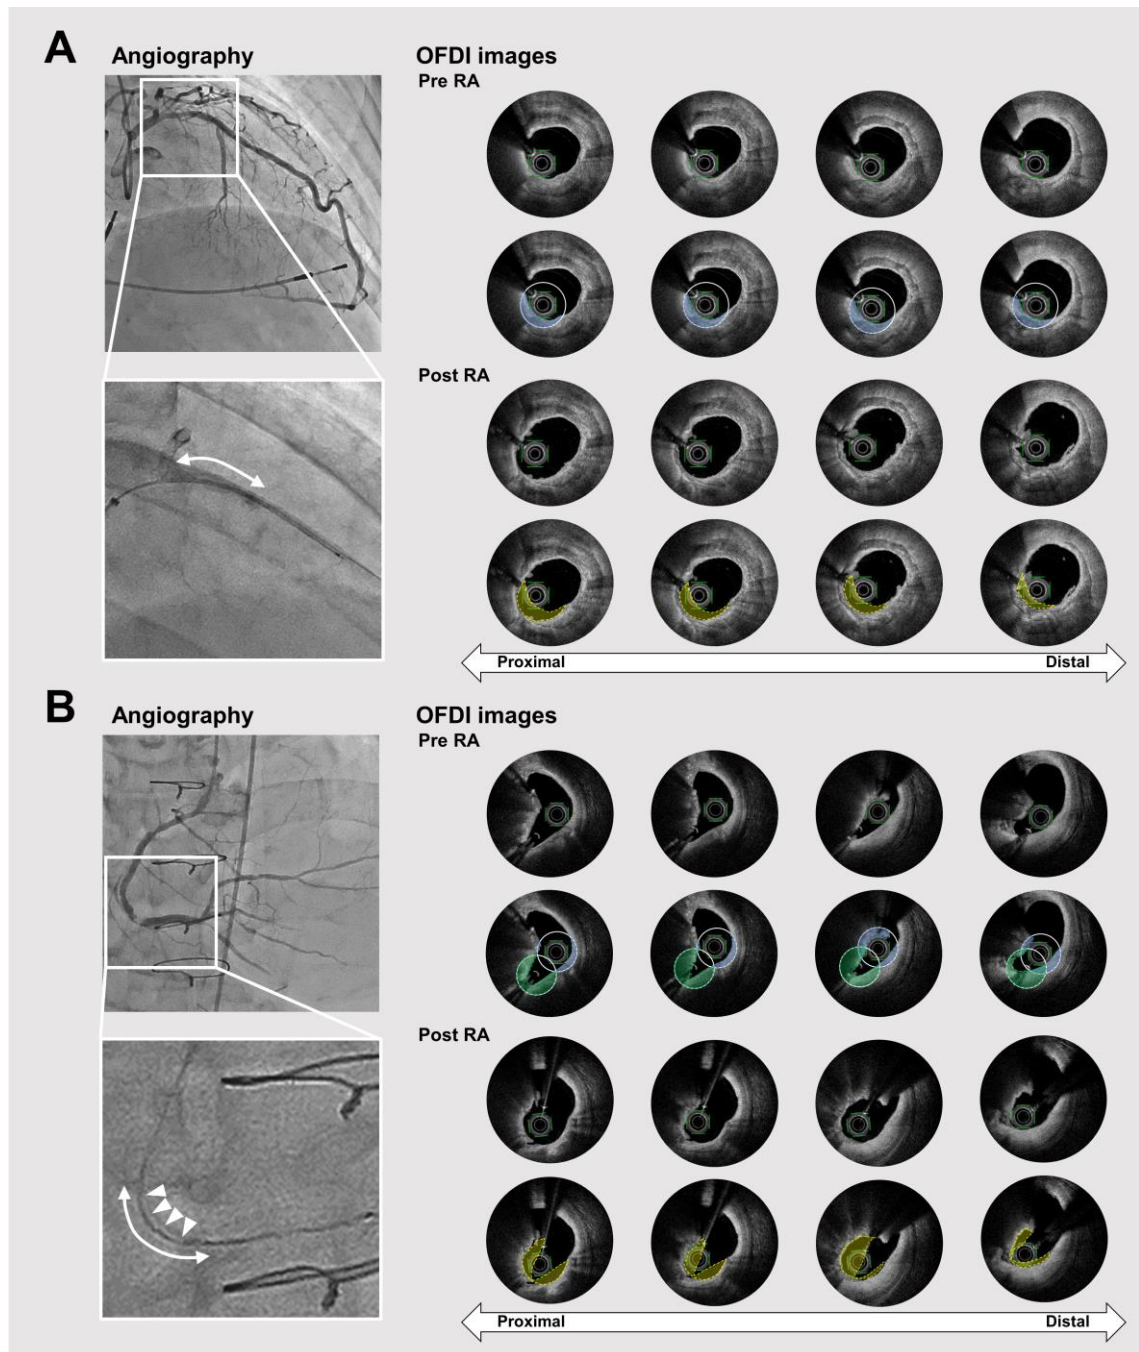 A
Angiography
OFDI images
Pre RA
Post RA
Proximal
Distal
B
Angiography
OFDI images
Pre RA
Post RA
Proximal
Distal